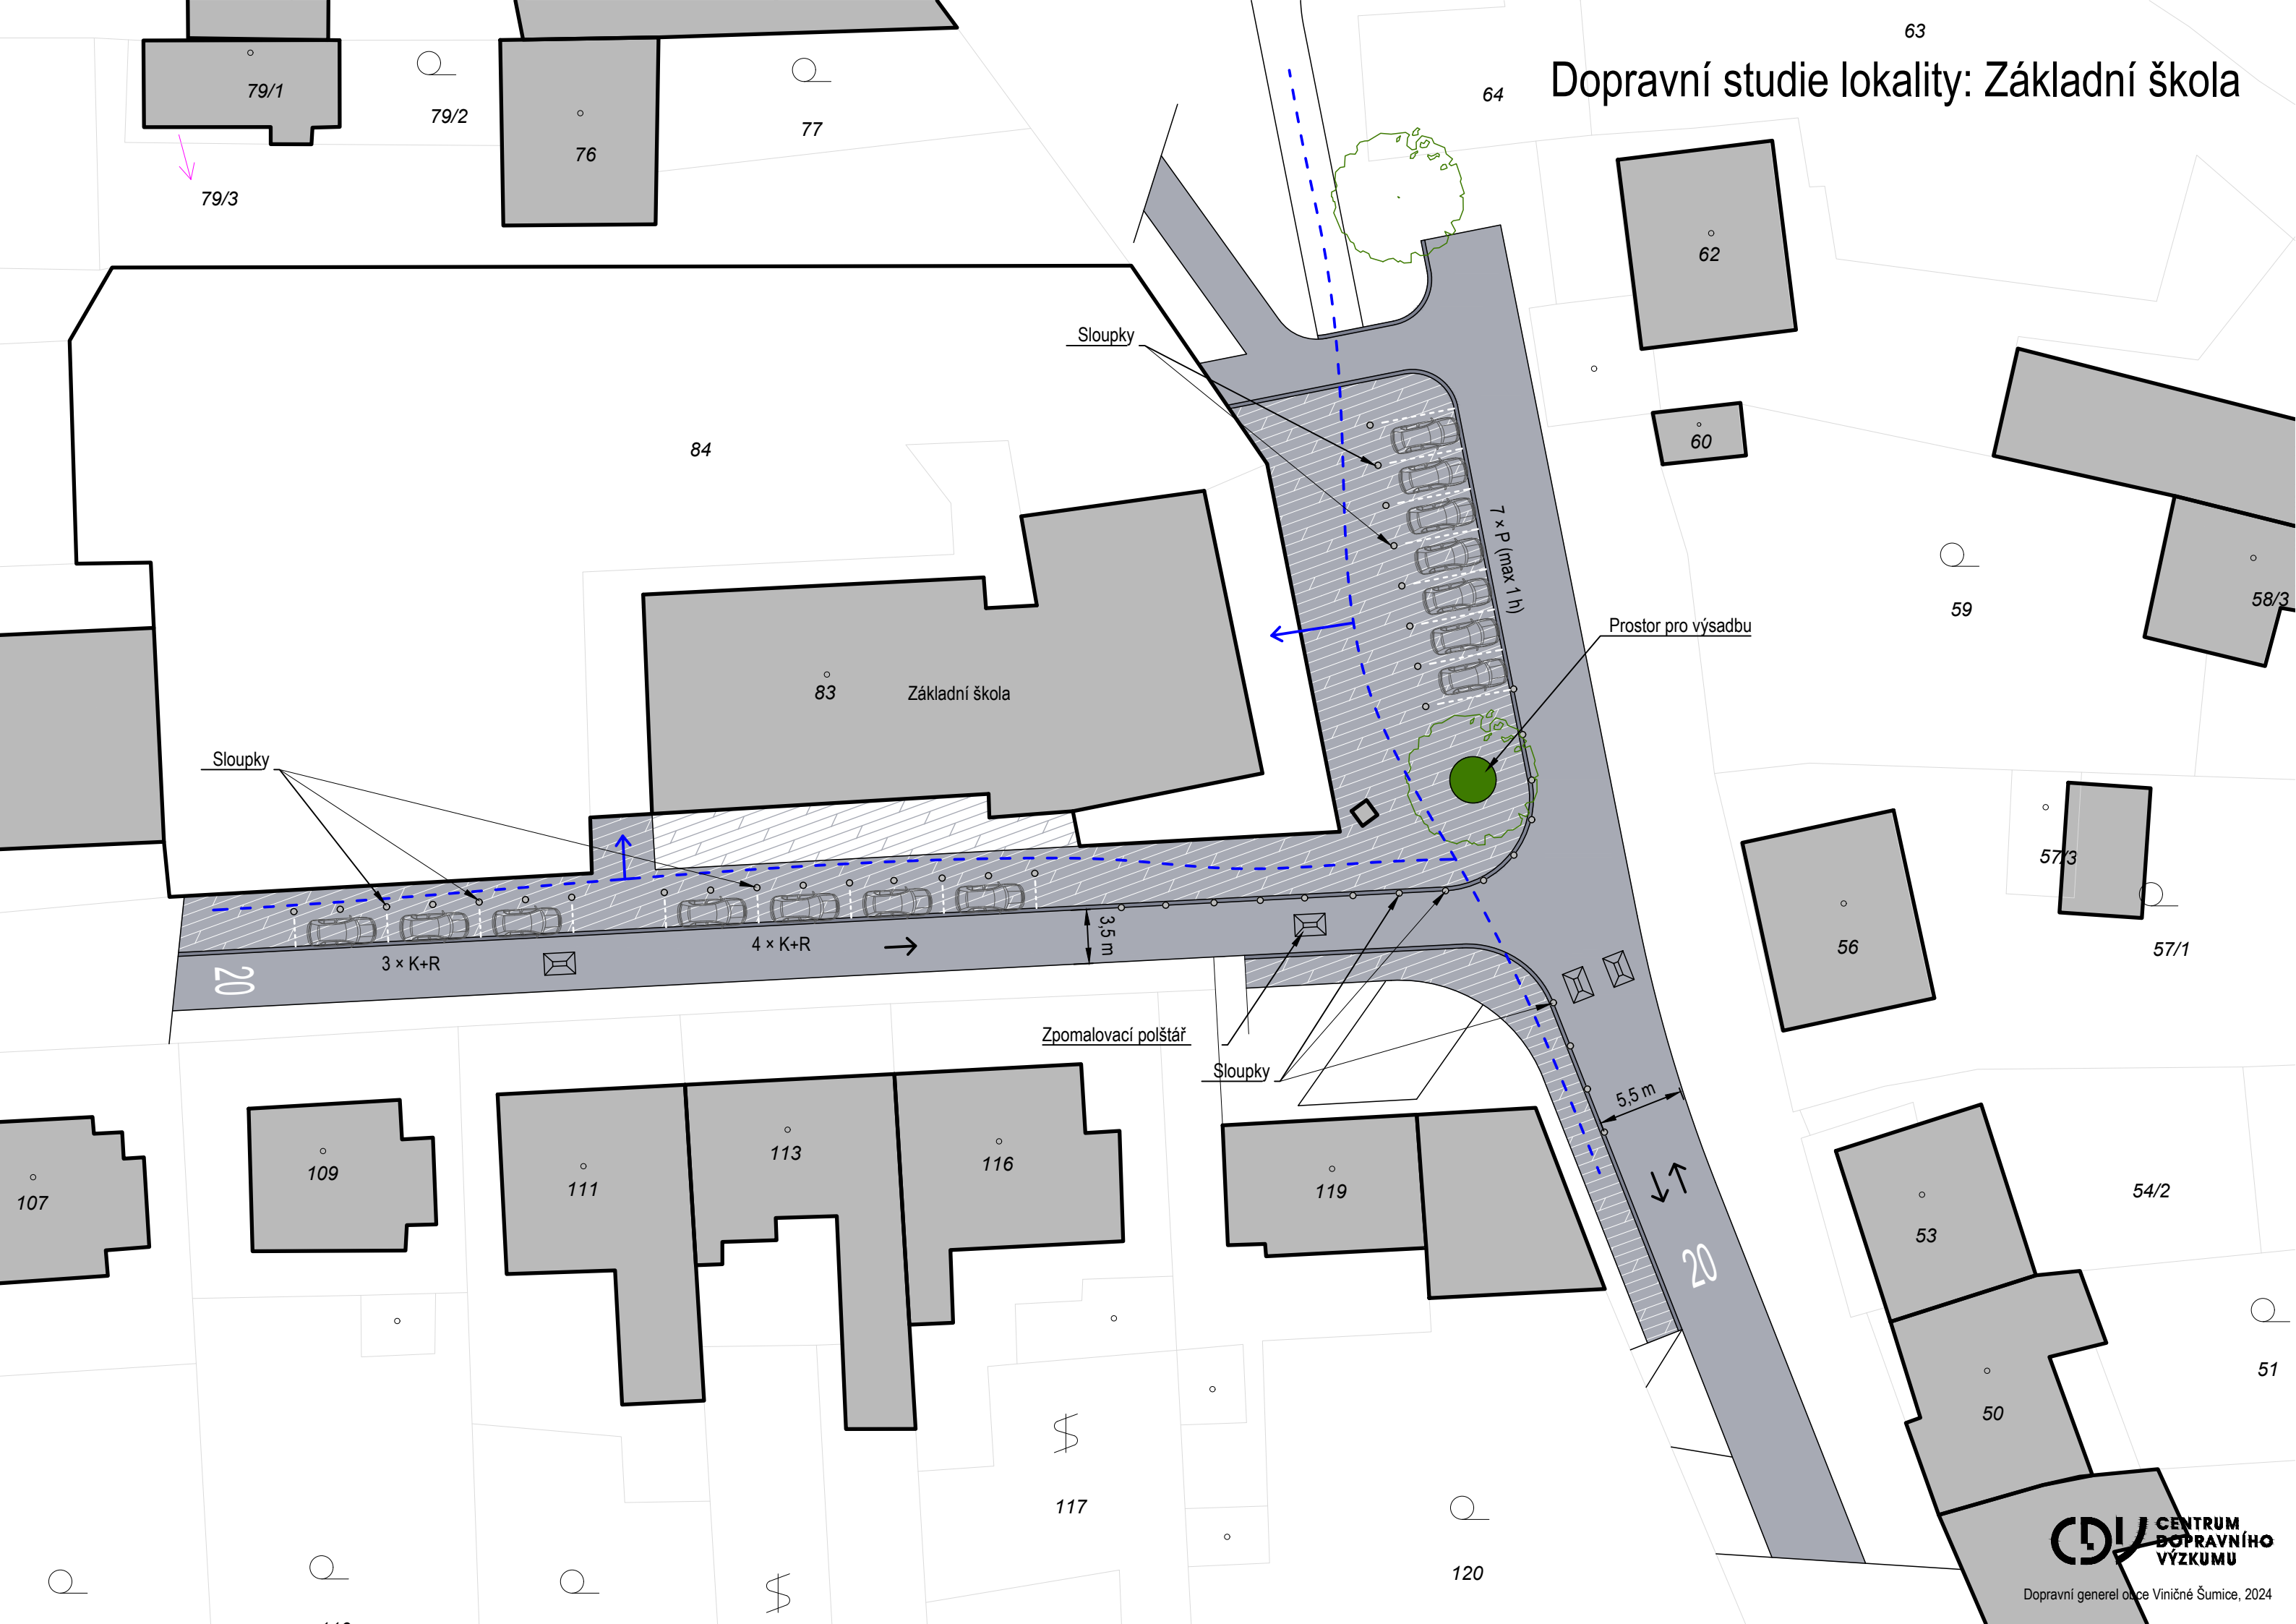 63
Dopravní studie lokality: Základní škola
64
79/1
79/2
77
76
79/3
62
Sloupky
60
84
7 × P (max 1 h)
59
58/3
Prostor pro výsadbu
83
Základní škola
Sloupky
57/3
56
57/1
3,5 m
4 × K+R
3 × K+R
20
Zpomalovací polštář
Sloupky
5,5 m
113
116
109
111
119
107
54/2
53
20
51
50
117
120
CDV
CENTRUM
DOPRAVNÍHO
VÝZKUMU
Dopravní generel obce Viničné Šumice, 2024